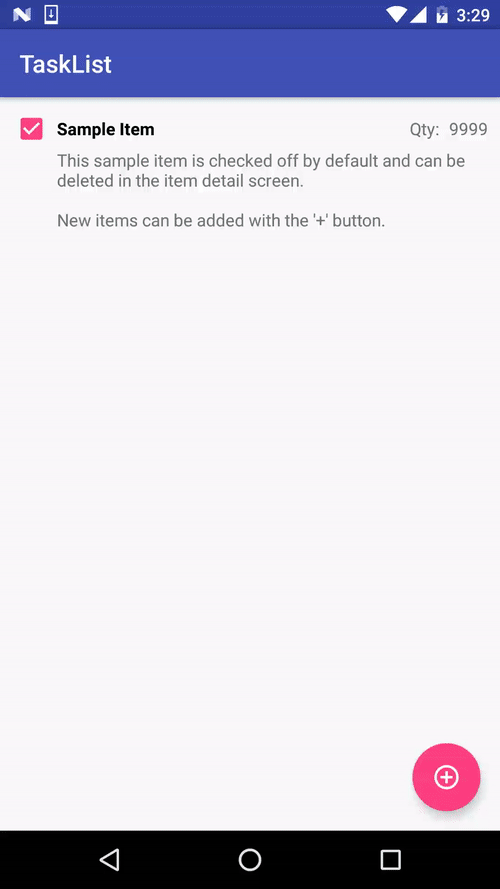 3:29
TaskList
Sample Item Qty: 9999
This sample item is checked off by default and can be
deleted in the item detail screen.
New items can be added with the '+' button.